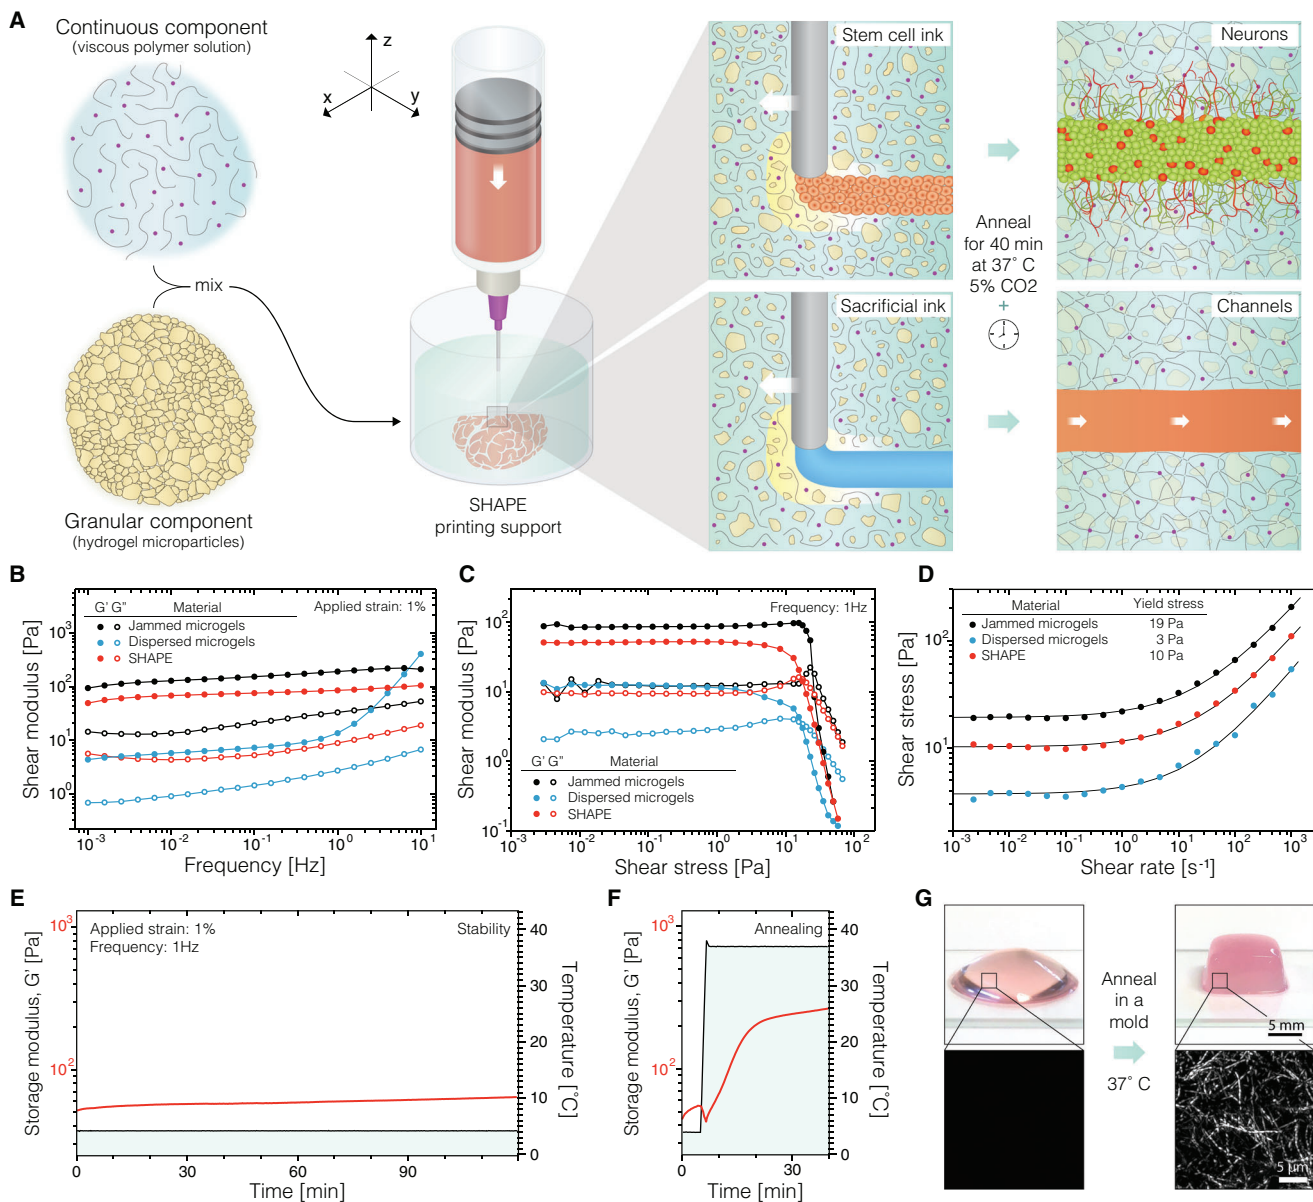 A
Continuous component
(viscous polymer solution)
z
x
y
mix
Granular component
(hydrogel microparticles)
SHAPE
printing support
Stem cell ink
Sacrificial ink
Anneal
for 40 min
at 37° C
5% CO2
+
Neurons
Channels
B
G' G" Material
Applied strain: 1%
Jammed microgels
Dispersed microgels
SHAPE
Shear modulus [Pa]
10³
10²
10¹
10⁰
10⁻³ 10⁻² 10⁻¹ 10⁰ 10¹
Frequency [Hz]
C
Frequency: 1Hz
G' G" Material
Jammed microgels
Dispersed microgels
SHAPE
Shear modulus [Pa]
10²
10¹
10⁰
10⁻¹
10⁻³ 10⁻² 10⁻¹ 10⁰ 10¹ 10²
Shear stress [Pa]
D
Material Yield stress
Jammed microgels 19 Pa
Dispersed microgels 3 Pa
SHAPE 10 Pa
Shear stress [Pa]
10²
10¹
10⁻³ 10⁻² 10⁻¹ 10⁰ 10¹ 10² 10³
Shear rate [s⁻¹]
E
Applied strain: 1%
Frequency: 1Hz
Stability
Storage modulus, G' [Pa]
10³
10²
0 30 60 90
Time [min]
40
30
20
10
0
Temperature [°C]
F
Annealing
Storage modulus, G' [Pa]
10³
10²
0 30
Time [min]
40
30
20
10
0
Temperature [°C]
G
Anneal
in a
mold
37° C
5 mm
5 µm